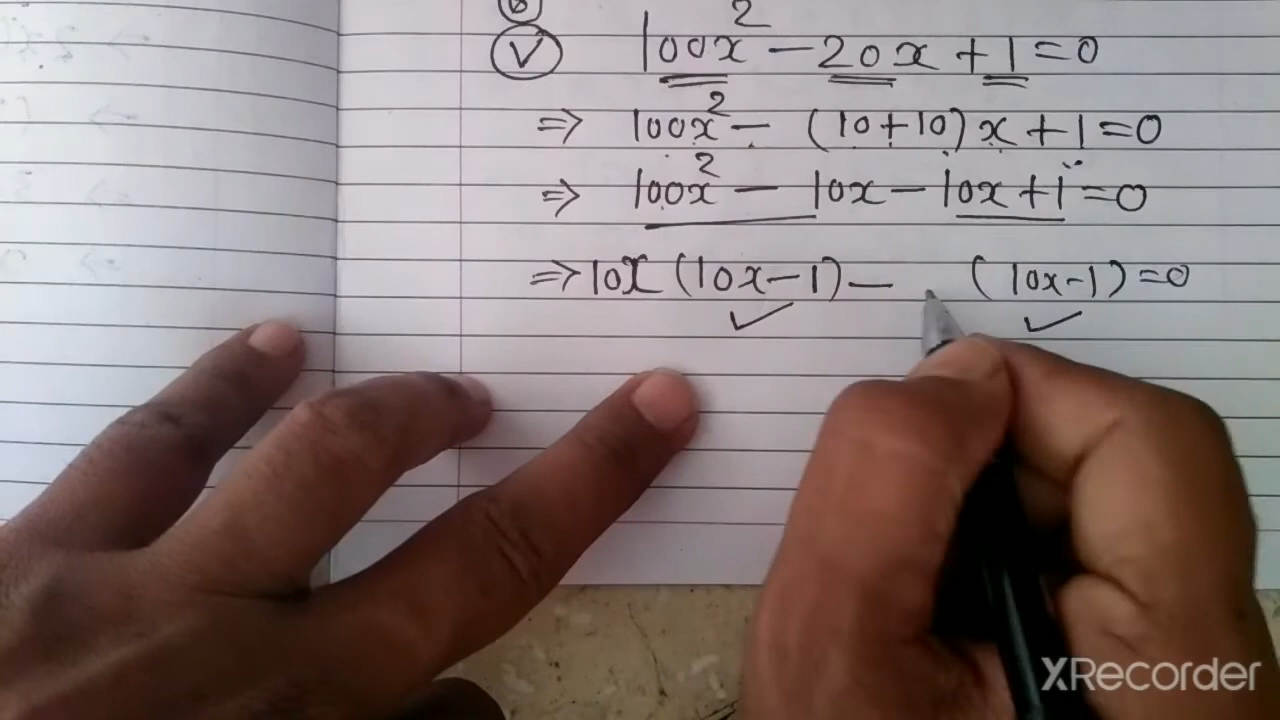 (V) 100x² - 20x + 1 = 0
⇒ 100x² - (10+10)x + 1 = 0
⇒ 100x² - 10x - 10x + 1 = 0
⇒ 10x (10x-1) - (10x-1) = 0
XRecorder